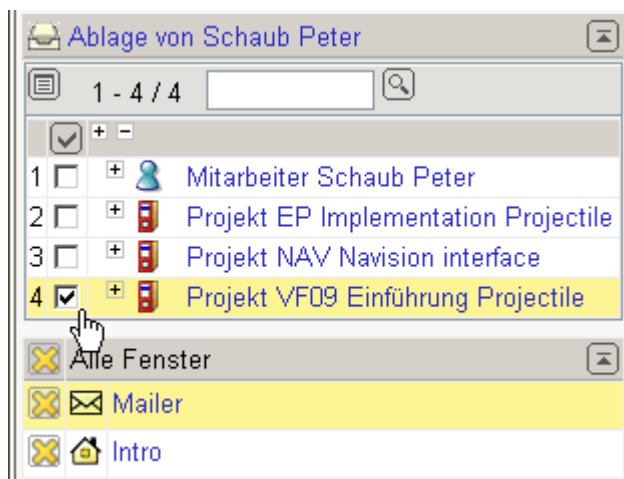 Ablage von Schaub Peter
1 - 4 / 4
1 Mitarbeiter Schaub Peter
2 Projekt EP Implementation Projectile
3 Projekt NAV Navision interface
4 Projekt VF09 Einführung Projectile
Alle Fenster
Mailer
Intro